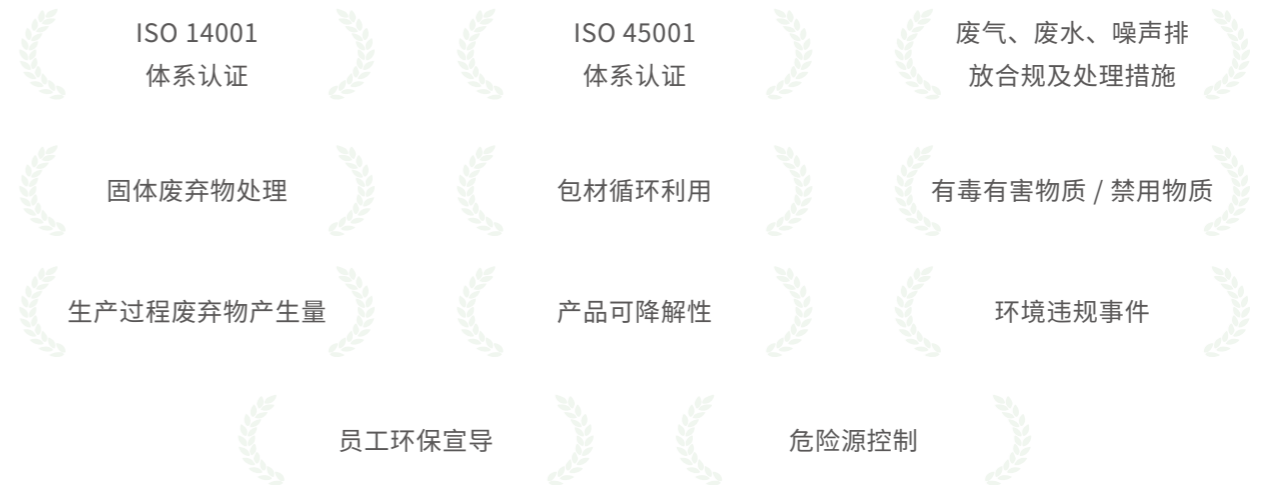 ISO 14001
体系认证
ISO 45001
体系认证
废气、废水、噪声排
放合规及处理措施
固体废弃物处理
包材循环利用
有毒有害物质 / 禁用物质
生产过程废弃物产生量
产品可降解性
环境违规事件
员工环保宣导
危险源控制